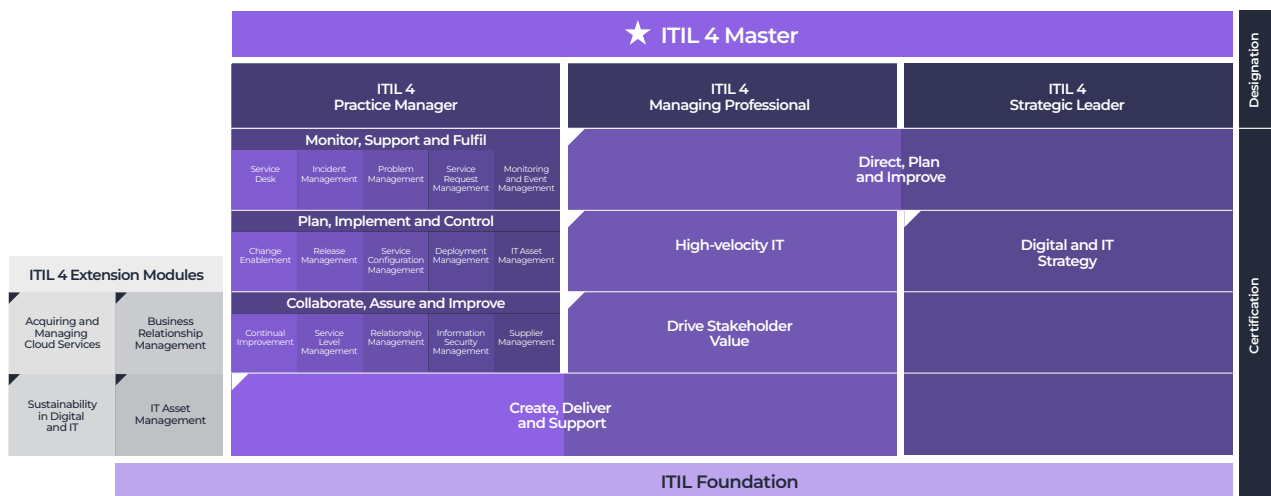 ITIL 4 Master
Designation
ITIL 4
Practice Manager
ITIL 4
Managing Professional
ITIL 4
Strategic Leader
Certification
Monitor, Support and Fulfil
Service
Desk
Incident
Management
Problem
Management
Service
Request
Management
Monitoring
and Event
Management
Direct, Plan
and Improve
Plan, Implement and Control
Change
Enablement
Release
Management
Service
Configuration
Management
Deployment
Management
IT Asset
Management
High-velocity IT
Digital and IT
Strategy
ITIL 4 Extension Modules
Acquiring and
Managing
Cloud Services
Business
Relationship
Management
Sustainability
in Digital
and IT
IT Asset
Management
Collaborate, Assure and Improve
Continual
Improvement
Service
Level
Management
Relationship
Management
Information
Security
Management
Supplier
Management
Drive Stakeholder
Value
Create, Deliver
and Support
ITIL Foundation